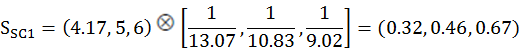 S_SC1 = (4.17, 5, 6) ⊗ [1/13.07, 1/10.83, 1/9.02] = (0.32, 0.46, 0.67)